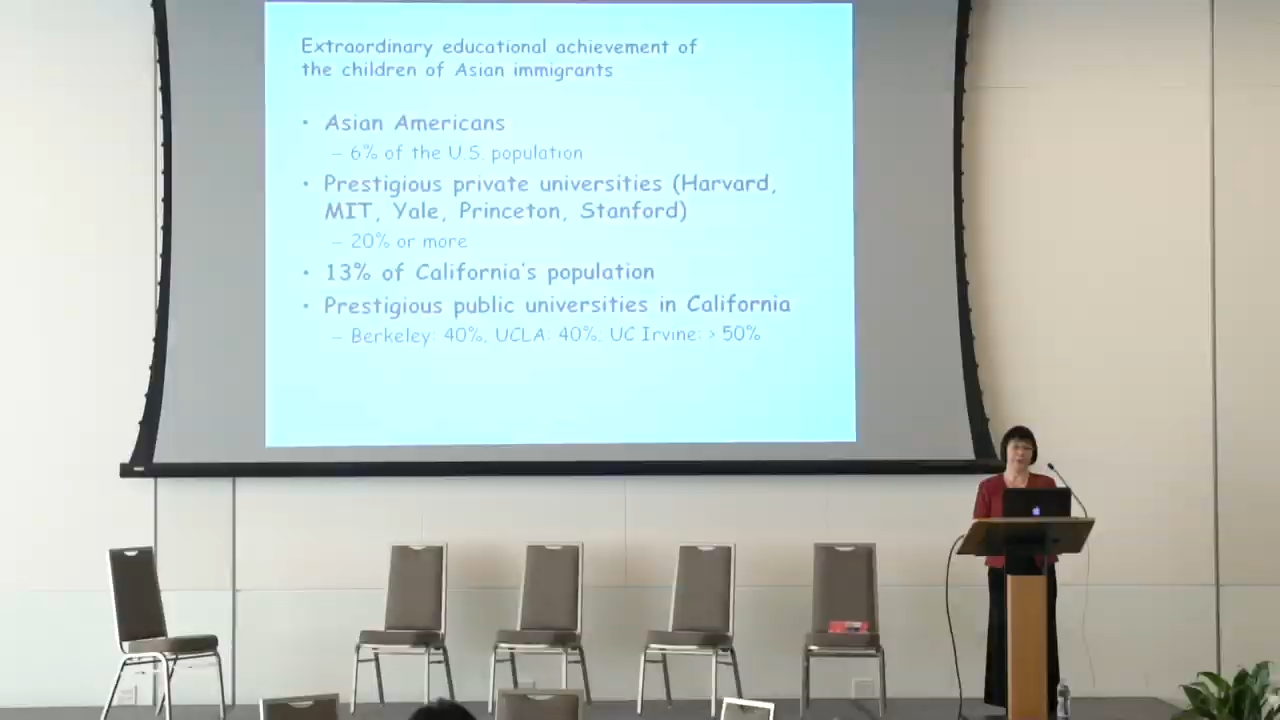 Extraordinary educational achievement of
the children of Asian immigrants
• Asian Americans
– 6% of the U.S. population
• Prestigious private universities (Harvard,
MIT, Yale, Princeton, Stanford)
– 20% or more
• 13% of California's population
• Prestigious public universities in California
– Berkeley: 40%, UCLA: 40%, UC Irvine: > 50%